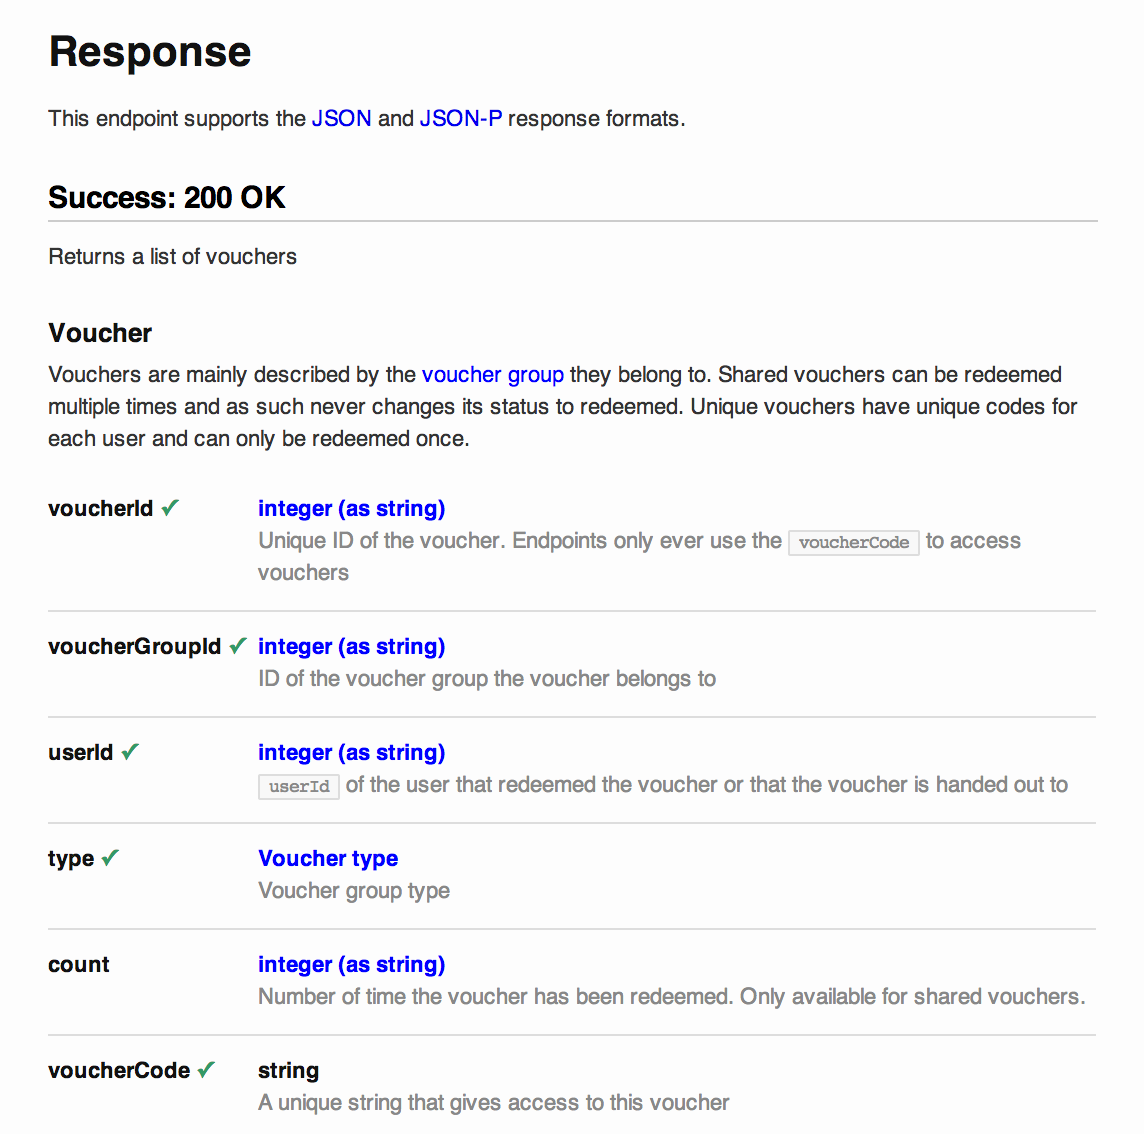 Response
This endpoint supports the JSON and JSON-P response formats.
Success: 200 OK
Returns a list of vouchers
Voucher
Vouchers are mainly described by the voucher group they belong to. Shared vouchers can be redeemed
multiple times and as such never changes its status to redeemed. Unique vouchers have unique codes for
each user and can only be redeemed once.
voucherId ✓ integer (as string)
Unique ID of the voucher. Endpoints only ever use the voucherCode to access
vouchers
voucherGroupId ✓ integer (as string)
ID of the voucher group the voucher belongs to
userId ✓ integer (as string)
userId of the user that redeemed the voucher or that the voucher is handed out to
type ✓ Voucher type
Voucher group type
count integer (as string)
Number of time the voucher has been redeemed. Only available for shared vouchers.
voucherCode ✓ string
A unique string that gives access to this voucher